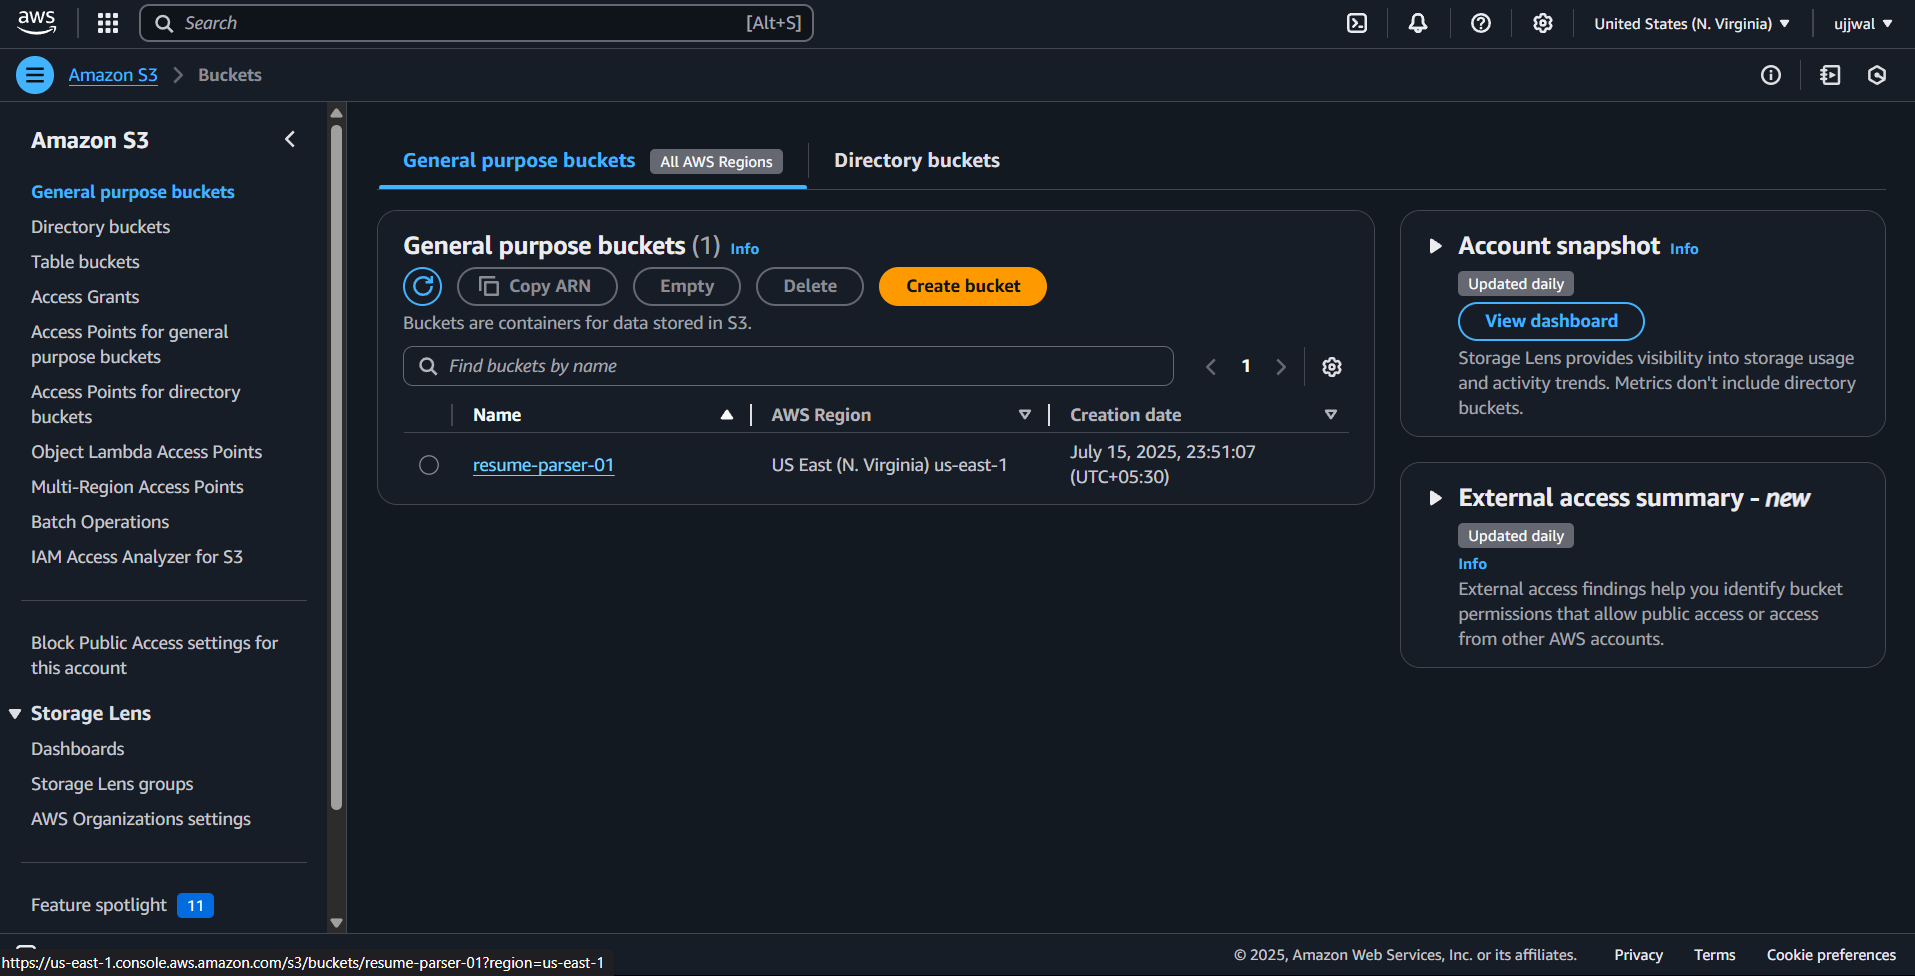 aws
Search [Alt+S]
United States (N. Virginia)
ujjwal
Amazon S3
Buckets
Amazon S3
General purpose buckets
Directory buckets
Table buckets
Access Grants
Access Points for general
purpose buckets
Access Points for directory
buckets
Object Lambda Access Points
Multi-Region Access Points
Batch Operations
IAM Access Analyzer for S3
Block Public Access settings for
this account
Storage Lens
Dashboards
Storage Lens groups
AWS Organizations settings
Feature spotlight 11
General purpose buckets All AWS Regions
Directory buckets
General purpose buckets (1) Info
Copy ARN
Empty
Delete
Create bucket
Buckets are containers for data stored in S3.
Find buckets by name
1
Name
AWS Region
Creation date
resume-parser-01
US East (N. Virginia) us-east-1
July 15, 2025, 23:51:07
(UTC+05:30)
Account snapshot Info
Updated daily
View dashboard
Storage Lens provides visibility into storage usage
and activity trends. Metrics don't include directory
buckets.
External access summary - new
Updated daily
Info
External access findings help you identify bucket
permissions that allow public access or access
from other AWS accounts.
https://us-east-1.console.aws.amazon.com/s3/buckets/resume-parser-01?region=us-east-1
© 2025, Amazon Web Services, Inc. or its affiliates.
Privacy
Terms
Cookie preferences